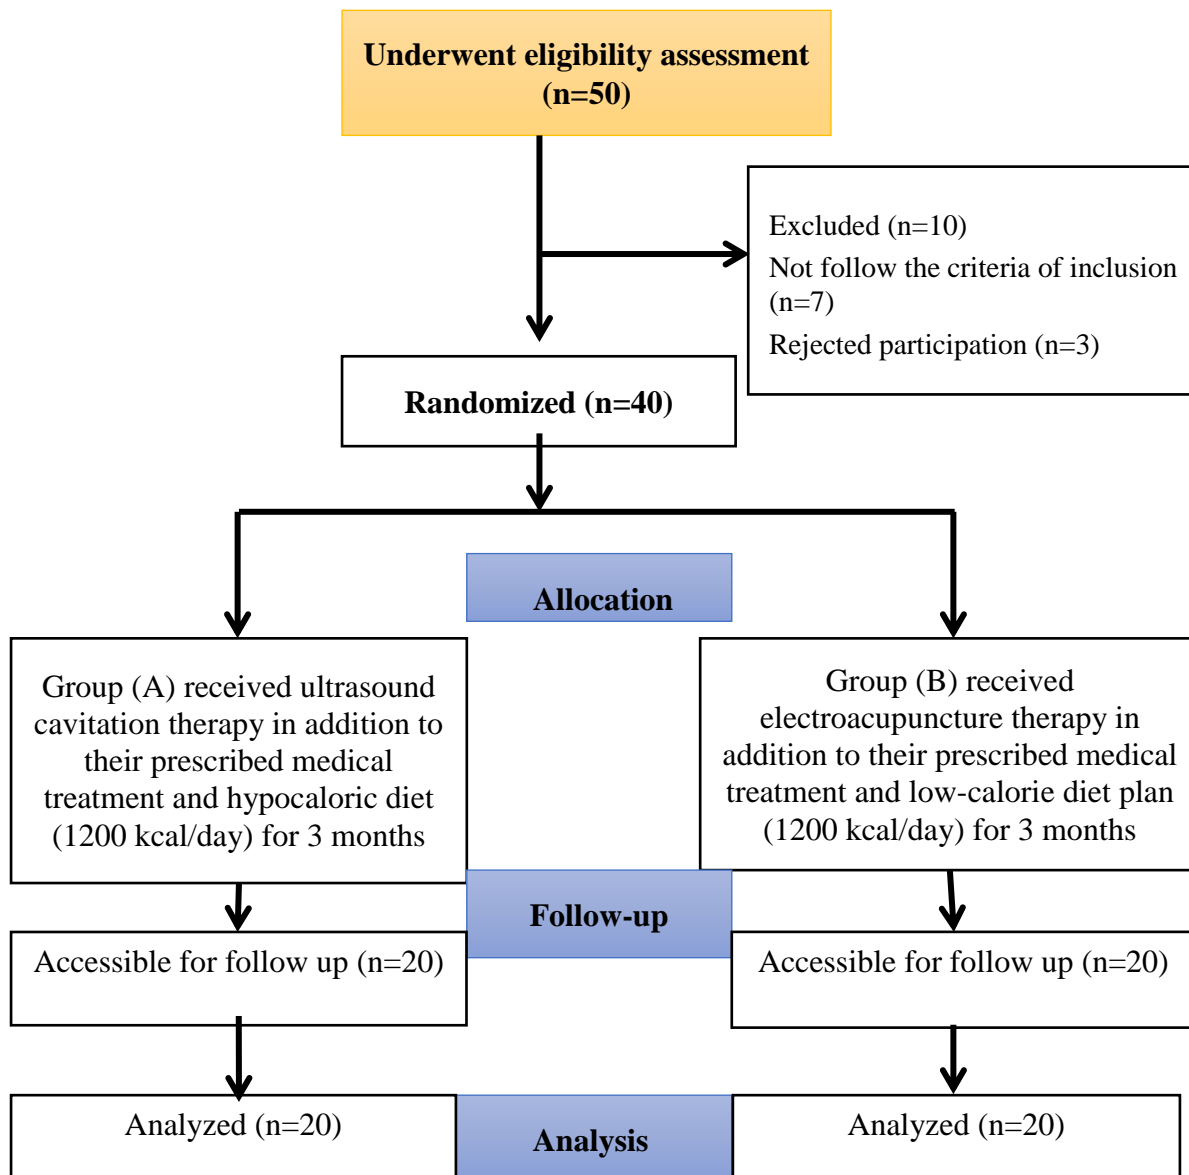 Underwent eligibility assessment
(n=50)
Excluded (n=10)
Not follow the criteria of inclusion
(n=7)
Rejected participation (n=3)
Randomized (n=40)
Allocation
Group (A) received ultrasound
cavitation therapy in addition to
their prescribed medical
treatment and hypocaloric diet
(1200 kcal/day) for 3 months
Group (B) received
electroacupuncture therapy in
addition to their prescribed medical
treatment and low-calorie diet plan
(1200 kcal/day) for 3 months
Follow-up
Accessible for follow up (n=20)
Accessible for follow up (n=20)
Analyzed (n=20)
Analysis
Analyzed (n=20)